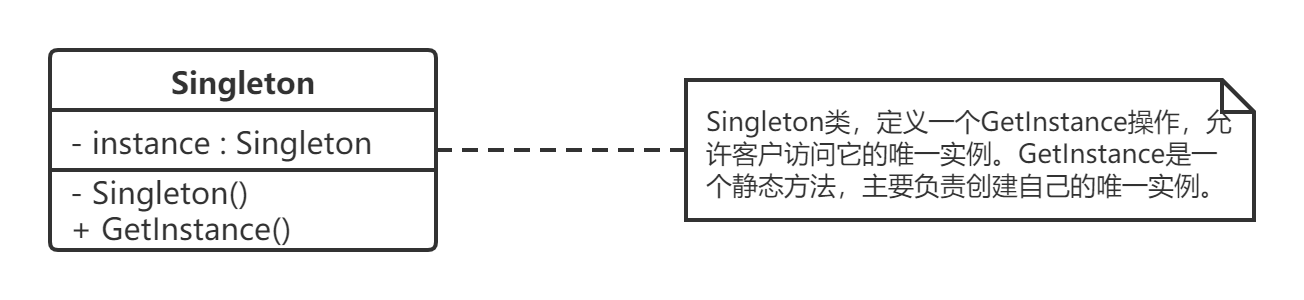 Singleton
- instance : Singleton
- Singleton()
+ GetInstance()
Singleton类，定义一个GetInstance操作，允
许客户访问它的唯一实例。GetInstance是一
个静态方法，主要负责创建自己的唯一实例。